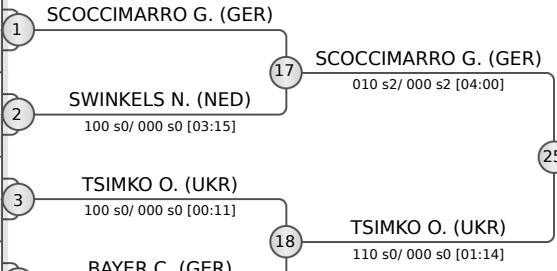 SCOCCIMARRO G. (GER)
1
17
SCOCCIMARRO G. (GER)
010 s2/ 000 s2 [04:00]
SWINKELS N. (NED)
2
100 s0/ 000 s0 [03:15]
25
TSIMKO O. (UKR)
3
100 s0/ 000 s0 [00:11]
18
TSIMKO O. (UKR)
110 s0/ 000 s0 [01:14]
BAYER C. (GER)